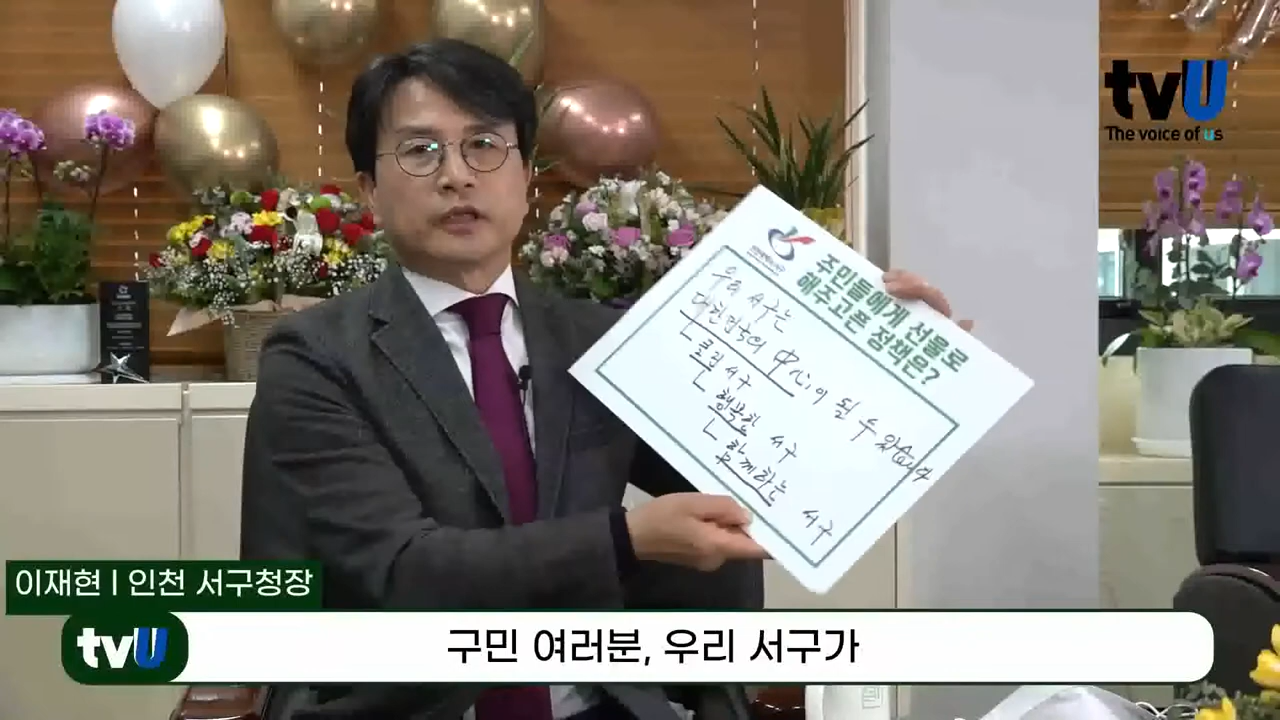 tvU
The voice of us
주민들에게 선물로
해주고픈 정책은?
우리 서구는
대한민국의 中心이 될 수 있습니다
ㄴ 클린 서구
ㄴ 행복한 서구
ㄴ 함께하는 서구
이재현 | 인천 서구청장
tvU
구민 여러분, 우리 서구가